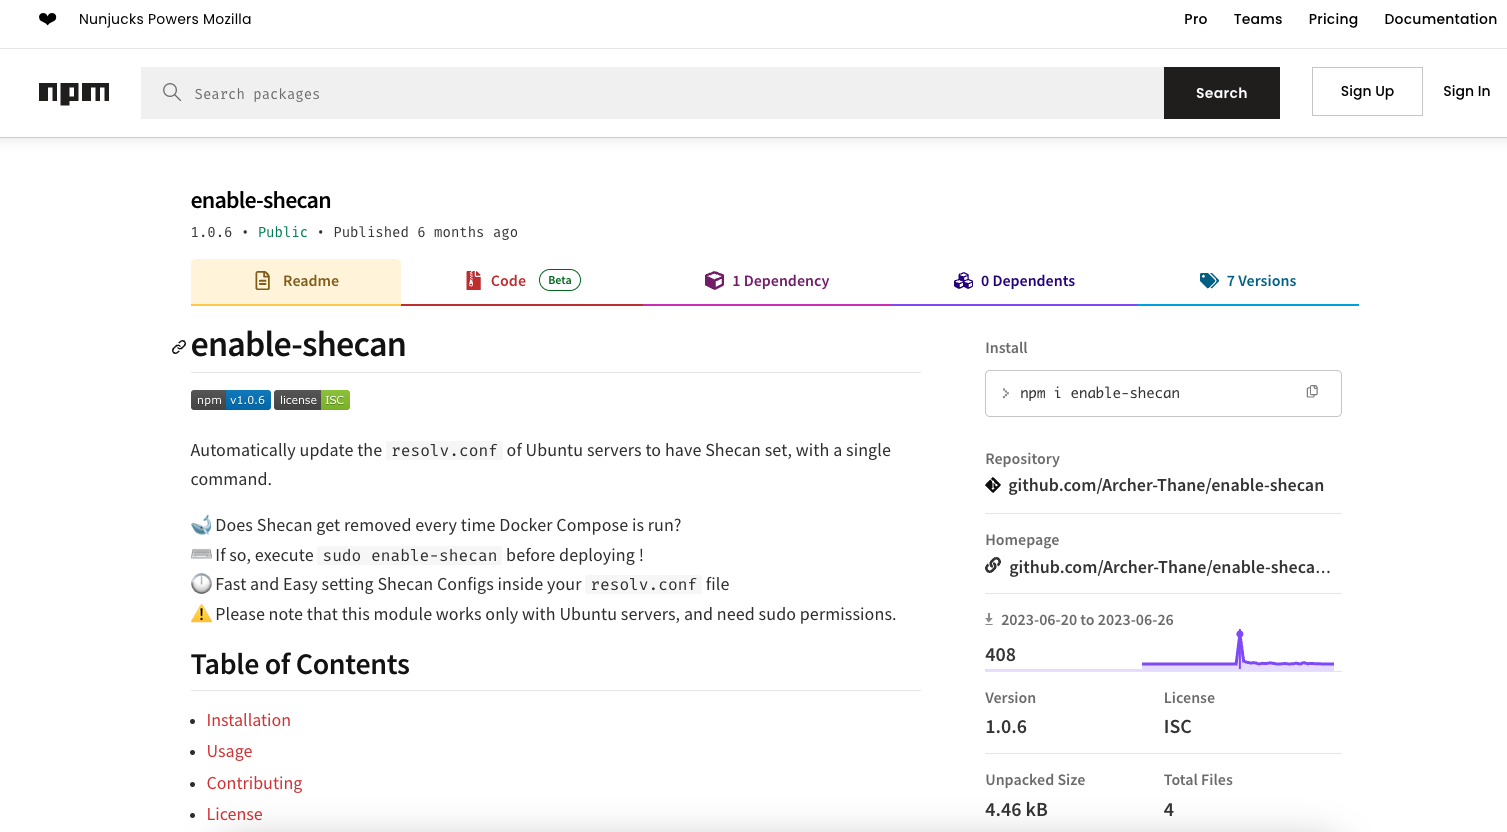 ❤ Nunjucks Powers Mozilla
Pro Teams Pricing Documentation
npm
Search packages
Search
Sign Up
Sign In
enable-shecan
1.0.6 • Public • Published 6 months ago
Readme
Code Beta
1 Dependency
0 Dependents
7 Versions
enable-shecan
npm v1.0.6 license ISC
Automatically update the resolv.conf of Ubuntu servers to have Shecan set, with a single
command.
🐳 Does Shecan get removed every time Docker Compose is run?
⌨️ If so, execute sudo enable-shecan before deploying !
🕛 Fast and Easy setting Shecan Configs inside your resolv.conf file
⚠️ Please note that this module works only with Ubuntu servers, and need sudo permissions.
Table of Contents
• Installation
• Usage
• Contributing
• License
Install
> npm i enable-shecan
Repository
github.com/Archer-Thane/enable-shecan
Homepage
github.com/Archer-Thane/enable-sheca...
2023-06-20 to 2023-06-26
408
Version
1.0.6
License
ISC
Unpacked Size
4.46 kB
Total Files
4